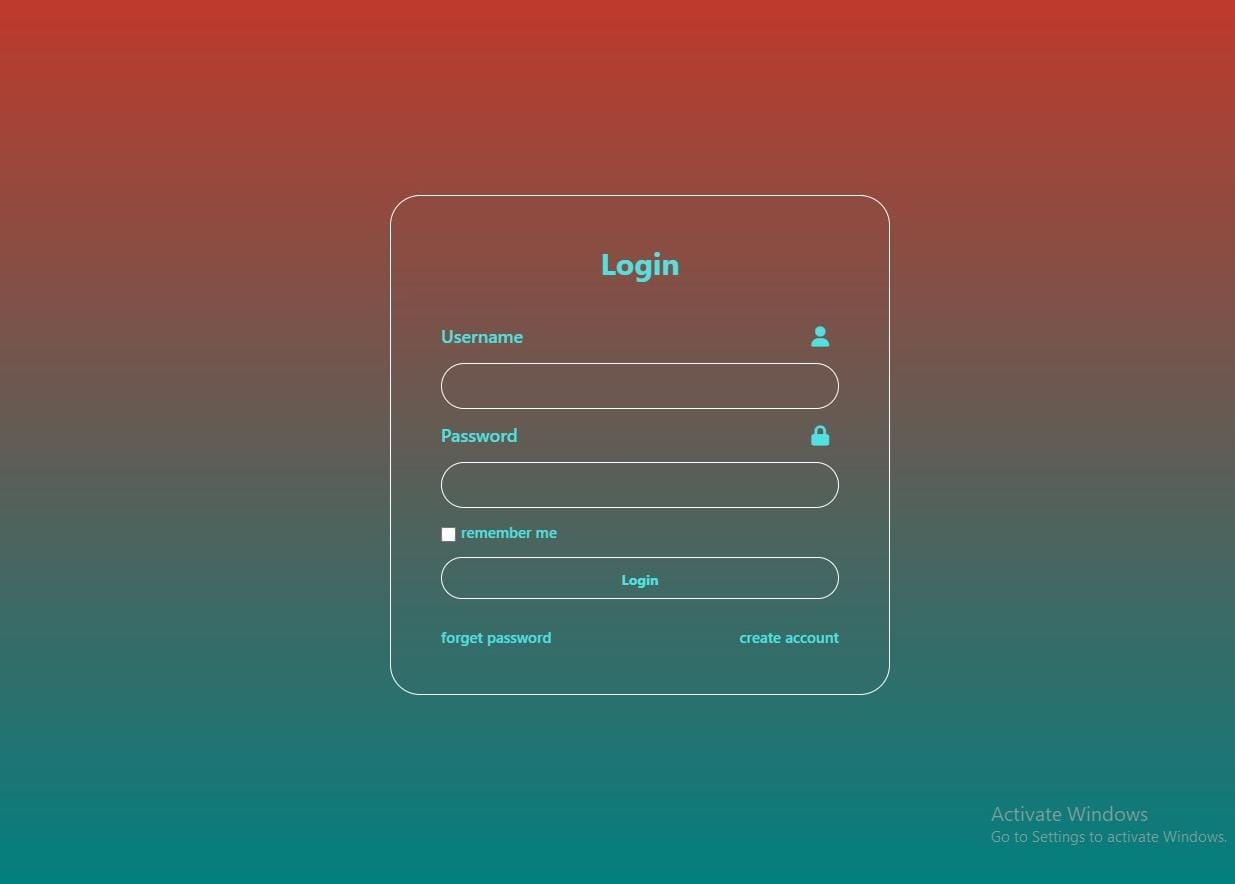 Login
Username
Password
remember me
Login
forget password
create account
Activate Windows
Go to Settings to activate Windows.